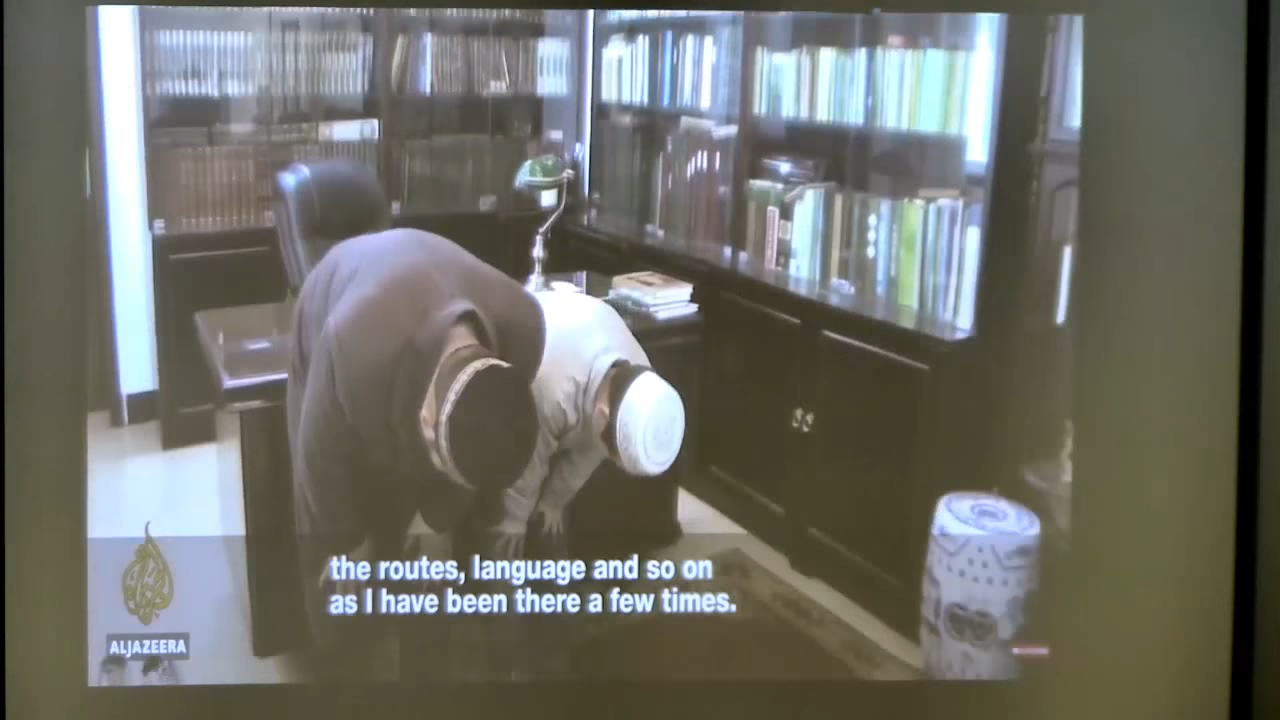 the routes, language and so on
as I have been there a few times.
ALJAZEERA